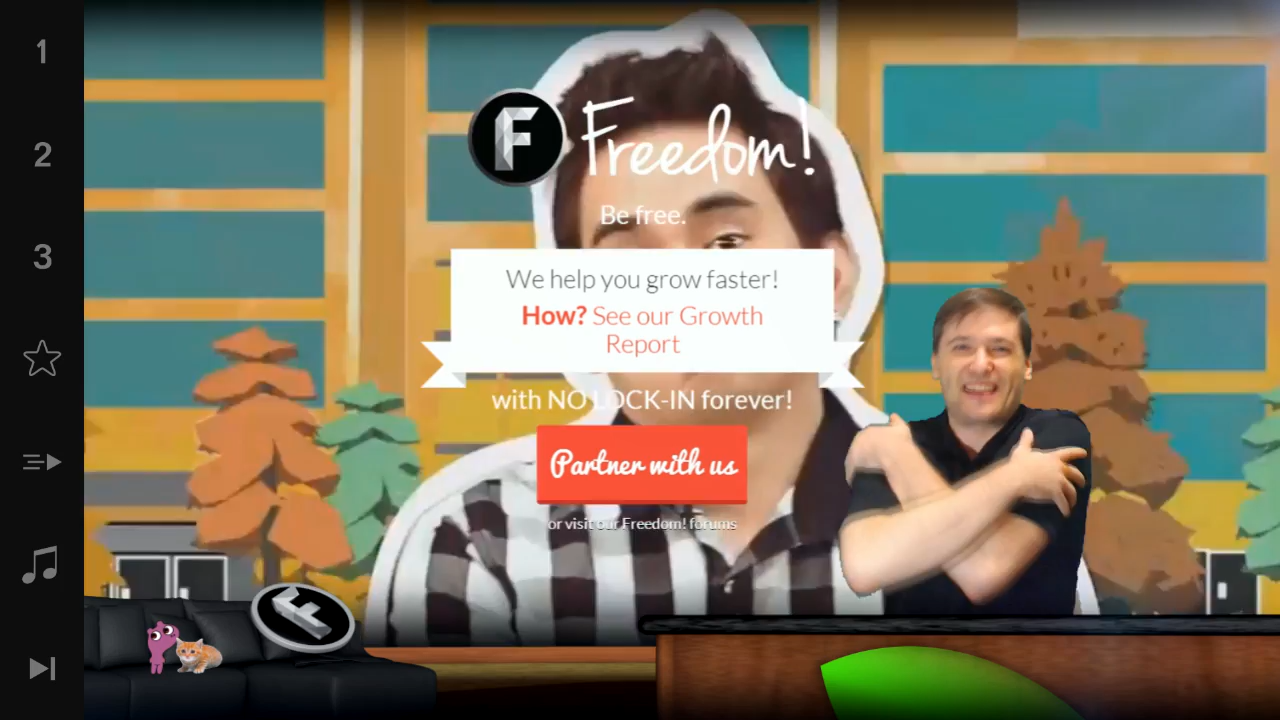 1
2
3
F
Freedom!
Be free.
We help you grow faster!
How? See our Growth
Report
with NO LOCK-IN forever!
Partner with us
or visit our Freedom! forums
F